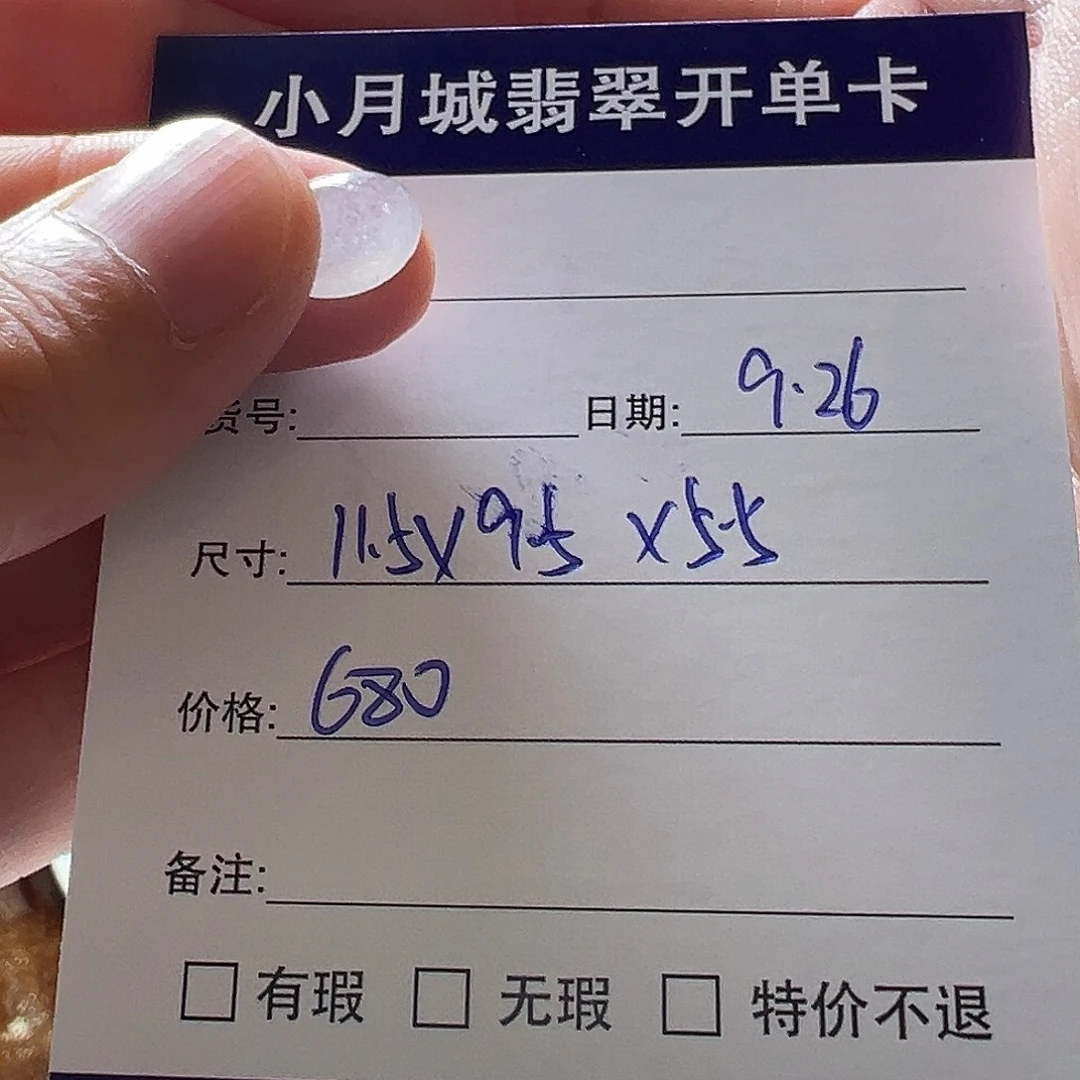 小月城翡翠开单卡
货号: 日期: 9.26
尺寸: 11.5X9.5 X5.5
价格: 680
备注:
□有瑕 □无瑕 □特价不退